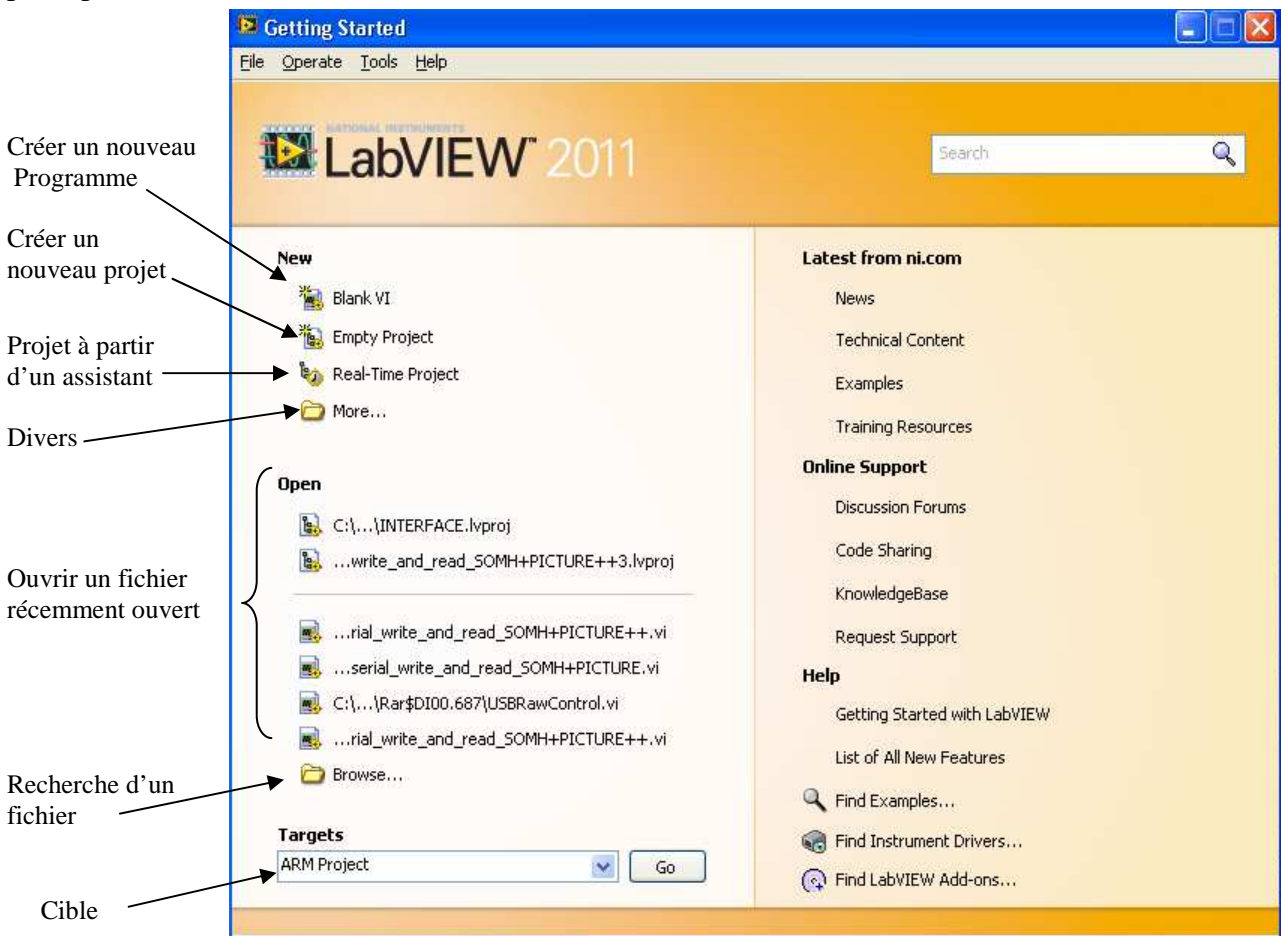 Getting Started
File Operate Tools Help
NATIONAL INSTRUMENTS
LabVIEW™ 2011
Search
Créer un nouveau
Programme
Créer un
nouveau projet
Projet à partir
d'un assistant
Divers
Ouvrir un fichier
récemment ouvert
Recherche d'un
fichier
Cible
New
Blank VI
Empty Project
Real-Time Project
More...
Open
C:\...\INTERFACE.lvproj
...write_and_read_SOMH+PICTURE++3.lvproj
...rial_write_and_read_SOMH+PICTURE++.vi
...serial_write_and_read_SOMH+PICTURE.vi
C:\...\Rar$DI00.687\USBRawControl.vi
...rial_write_and_read_SOMH+PICTURE++.vi
Browse...
Targets
ARM Project
Go
Latest from ni.com
News
Technical Content
Examples
Training Resources
Online Support
Discussion Forums
Code Sharing
KnowledgeBase
Request Support
Help
Getting Started with LabVIEW
List of All New Features
Find Examples...
Find Instrument Drivers...
Find LabVIEW Add-ons...